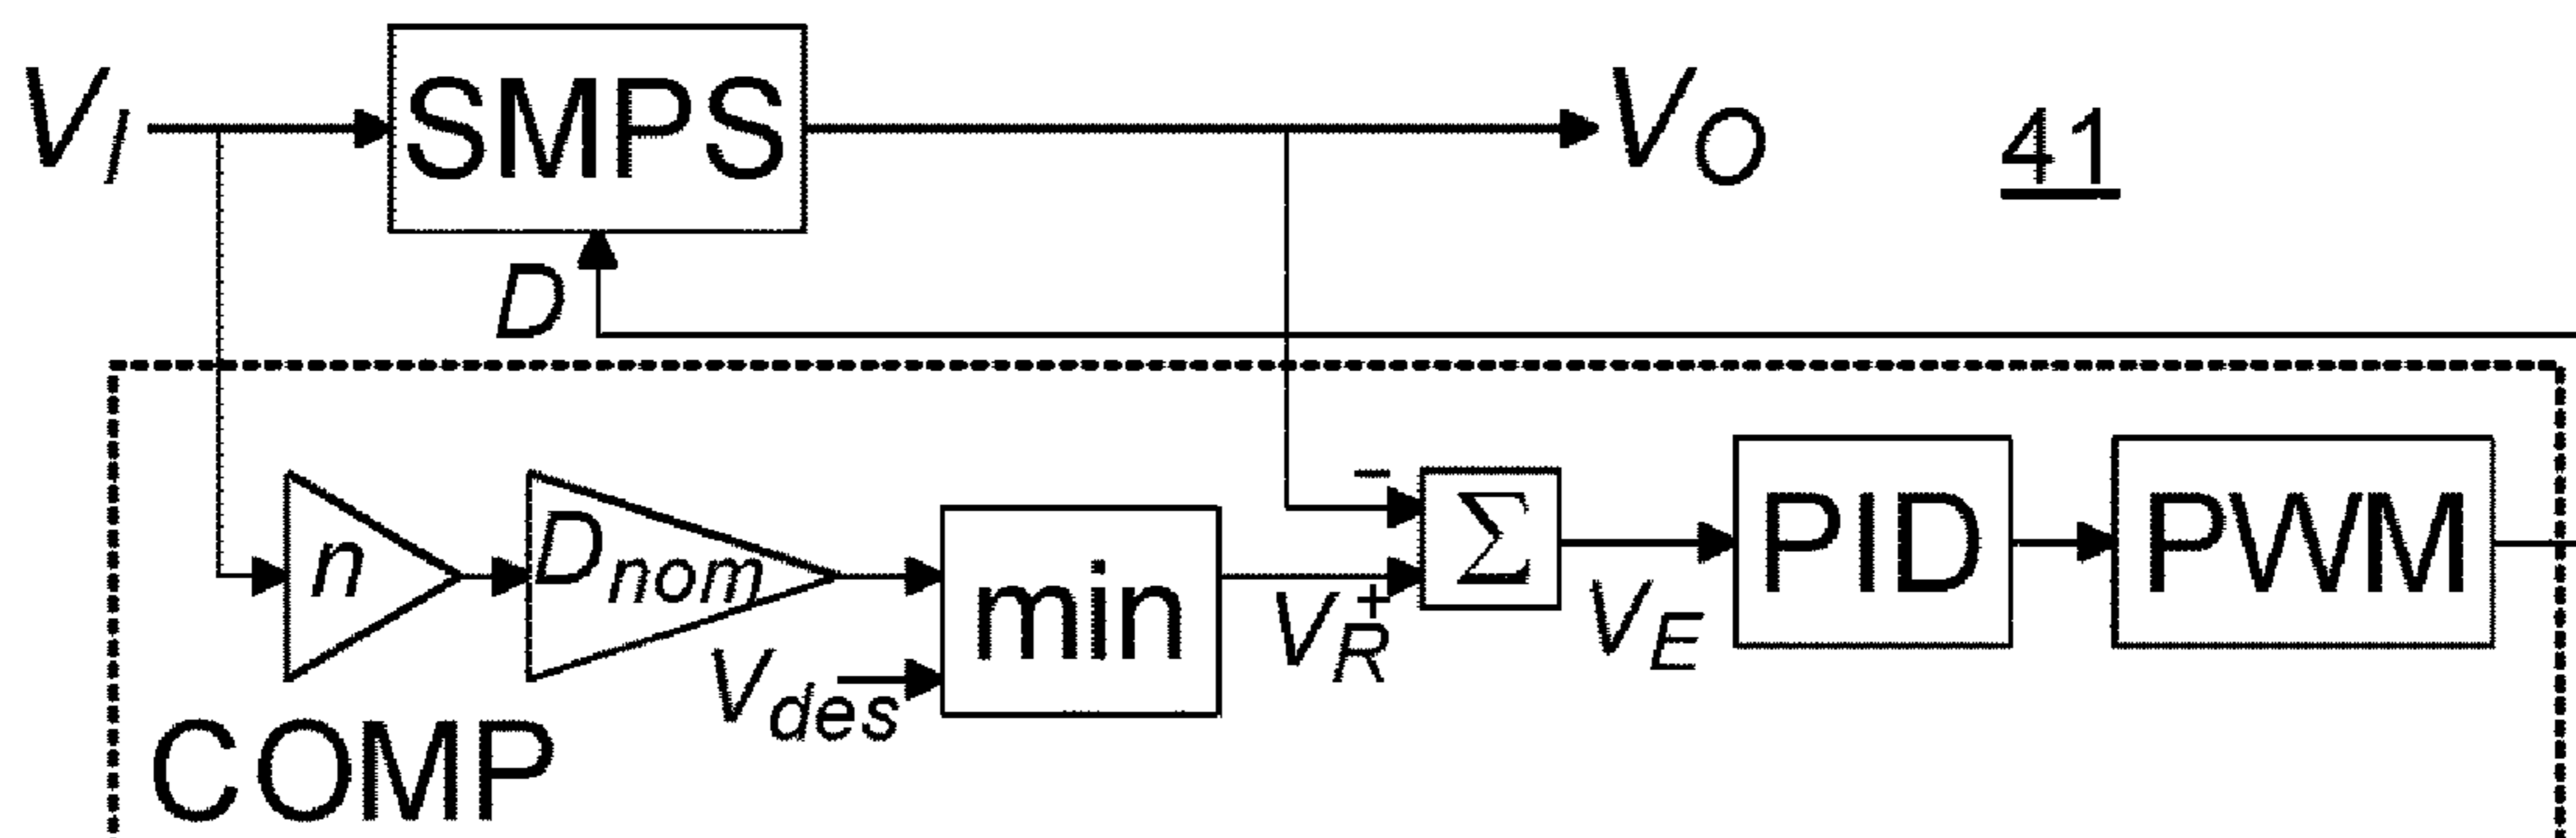 V_I SMPS V_O 41
D
n D_nom min − Σ V_E PID PWM
V_des V_R +
COMP